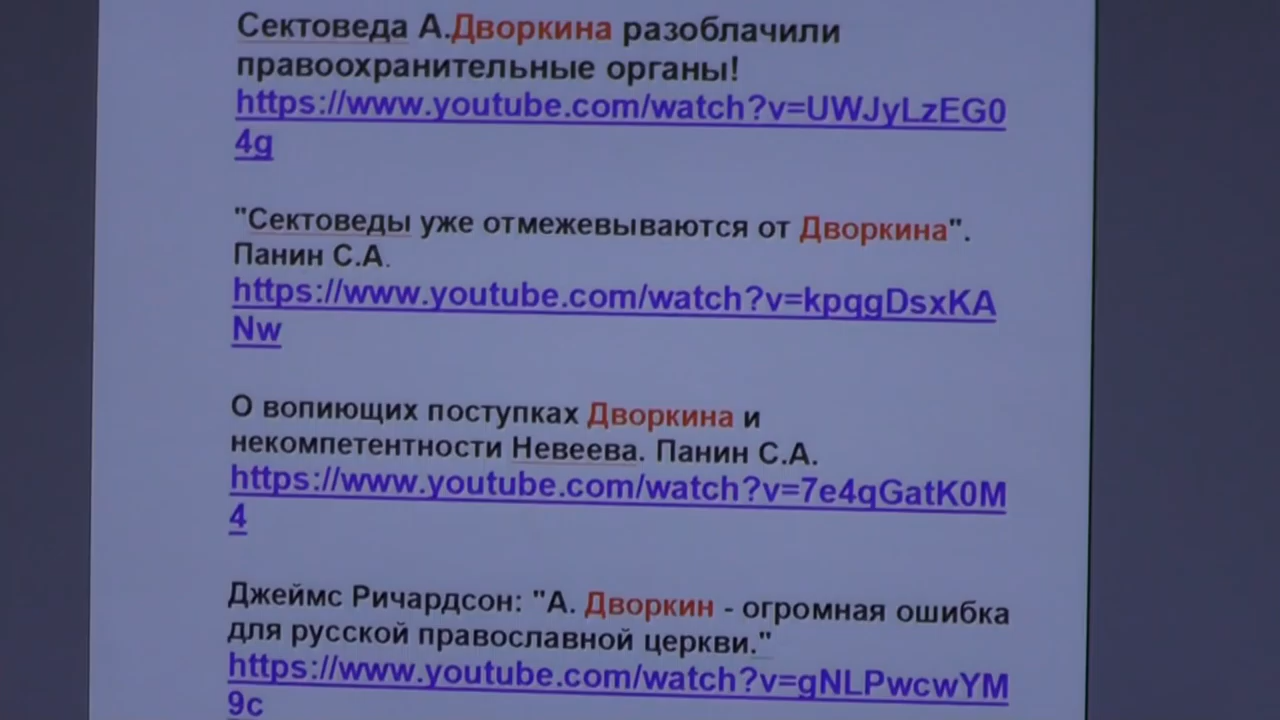 Сектоведа А.Дворкина разоблачили
правоохранительные органы!
https://www.youtube.com/watch?v=UWJyLzEG0
4g
"Сектоведы уже отмежевываются от Дворкина".
Панин С.А.
https://www.youtube.com/watch?v=kpqgDsxKA
Nw
О вопиющих поступках Дворкина и
некомпетентности Невеева. Панин С.А.
https://www.youtube.com/watch?v=7e4qGatK0M
4
Джеймс Ричардсон: "А. Дворкин - огромная ошибка
для русской православной церкви."
https://www.youtube.com/watch?v=gNLPwcwYM
9c